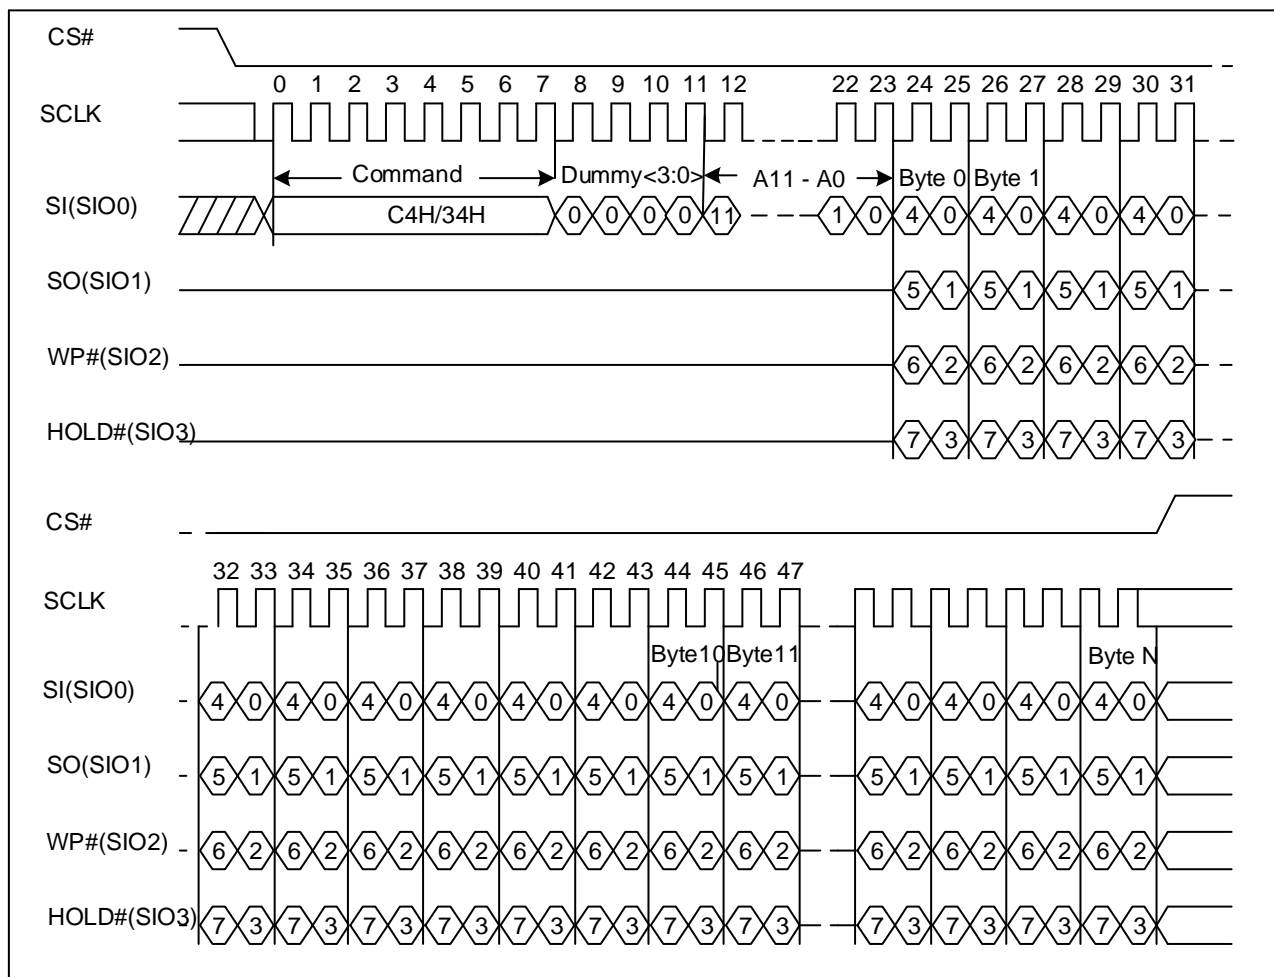 CS#
0 1 2 3 4 5 6 7 8 9 10 11 12 22 23 24 25 26 27 28 29 30 31
SCLK
Command Dummy<3:0> A11 - A0 Byte 0 Byte 1
SI(SIO0) C4H/34H 0 0 0 0 11 1 0 4 0 4 0 4 0 4 0
SO(SIO1) 5 1 5 1 5 1 5 1
WP#(SIO2) 6 2 6 2 6 2 6 2
HOLD#(SIO3) 7 3 7 3 7 3 7 3
CS#
32 33 34 35 36 37 38 39 40 41 42 43 44 45 46 47
SCLK
Byte10 Byte11 Byte N
SI(SIO0) 4 0 4 0 4 0 4 0 4 0 4 0 4 0 4 0 4 0 4 0 4 0 4 0
SO(SIO1) 5 1 5 1 5 1 5 1 5 1 5 1 5 1 5 1 5 1 5 1 5 1 5 1
WP#(SIO2) 6 2 6 2 6 2 6 2 6 2 6 2 6 2 6 2 6 2 6 2 6 2 6 2
HOLD#(SIO3) 7 3 7 3 7 3 7 3 7 3 7 3 7 3 7 3 7 3 7 3 7 3 7 3